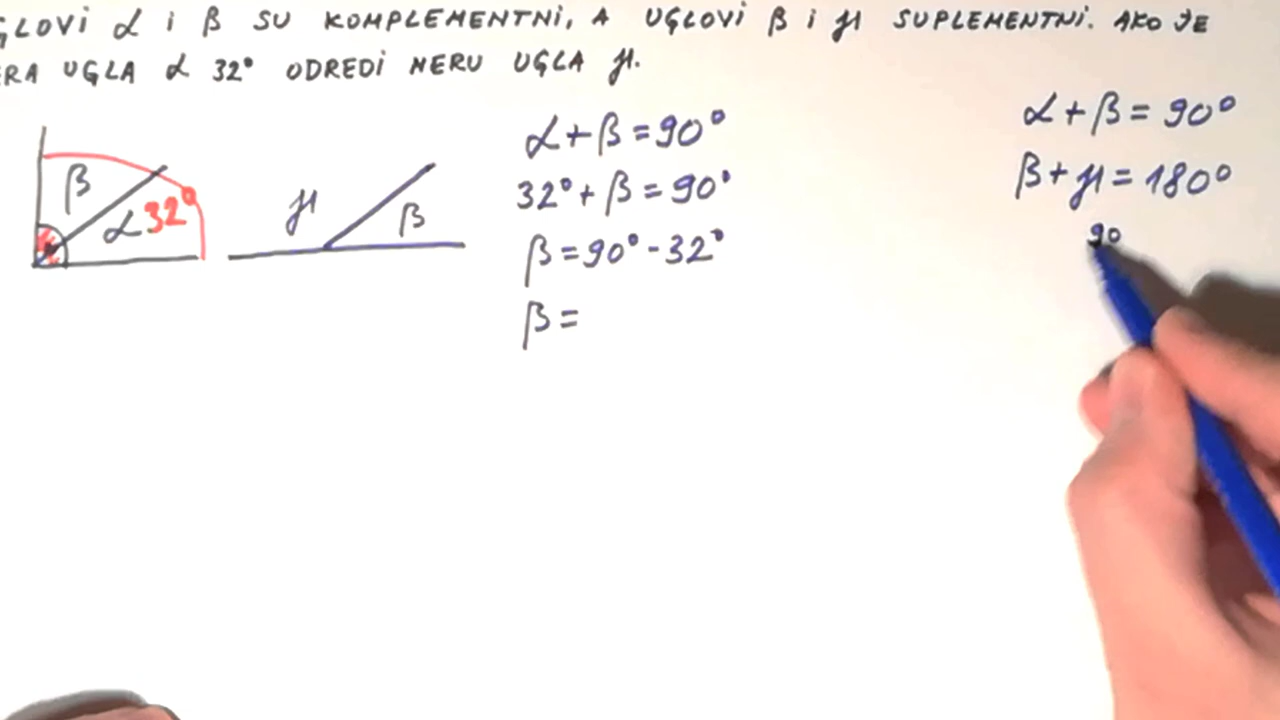 GLOVI α I β SU KOMPLEMENTNI, A UGLOVI β I γ SUPLEMENTNI. AKO JE
ERA UGLA α 32° ODREDI MERU UGLA γ.
β
α 32°
γ β
α + β = 90°
32° + β = 90°
β = 90° - 32°
β =
α + β = 90°
β + γ = 180°
90